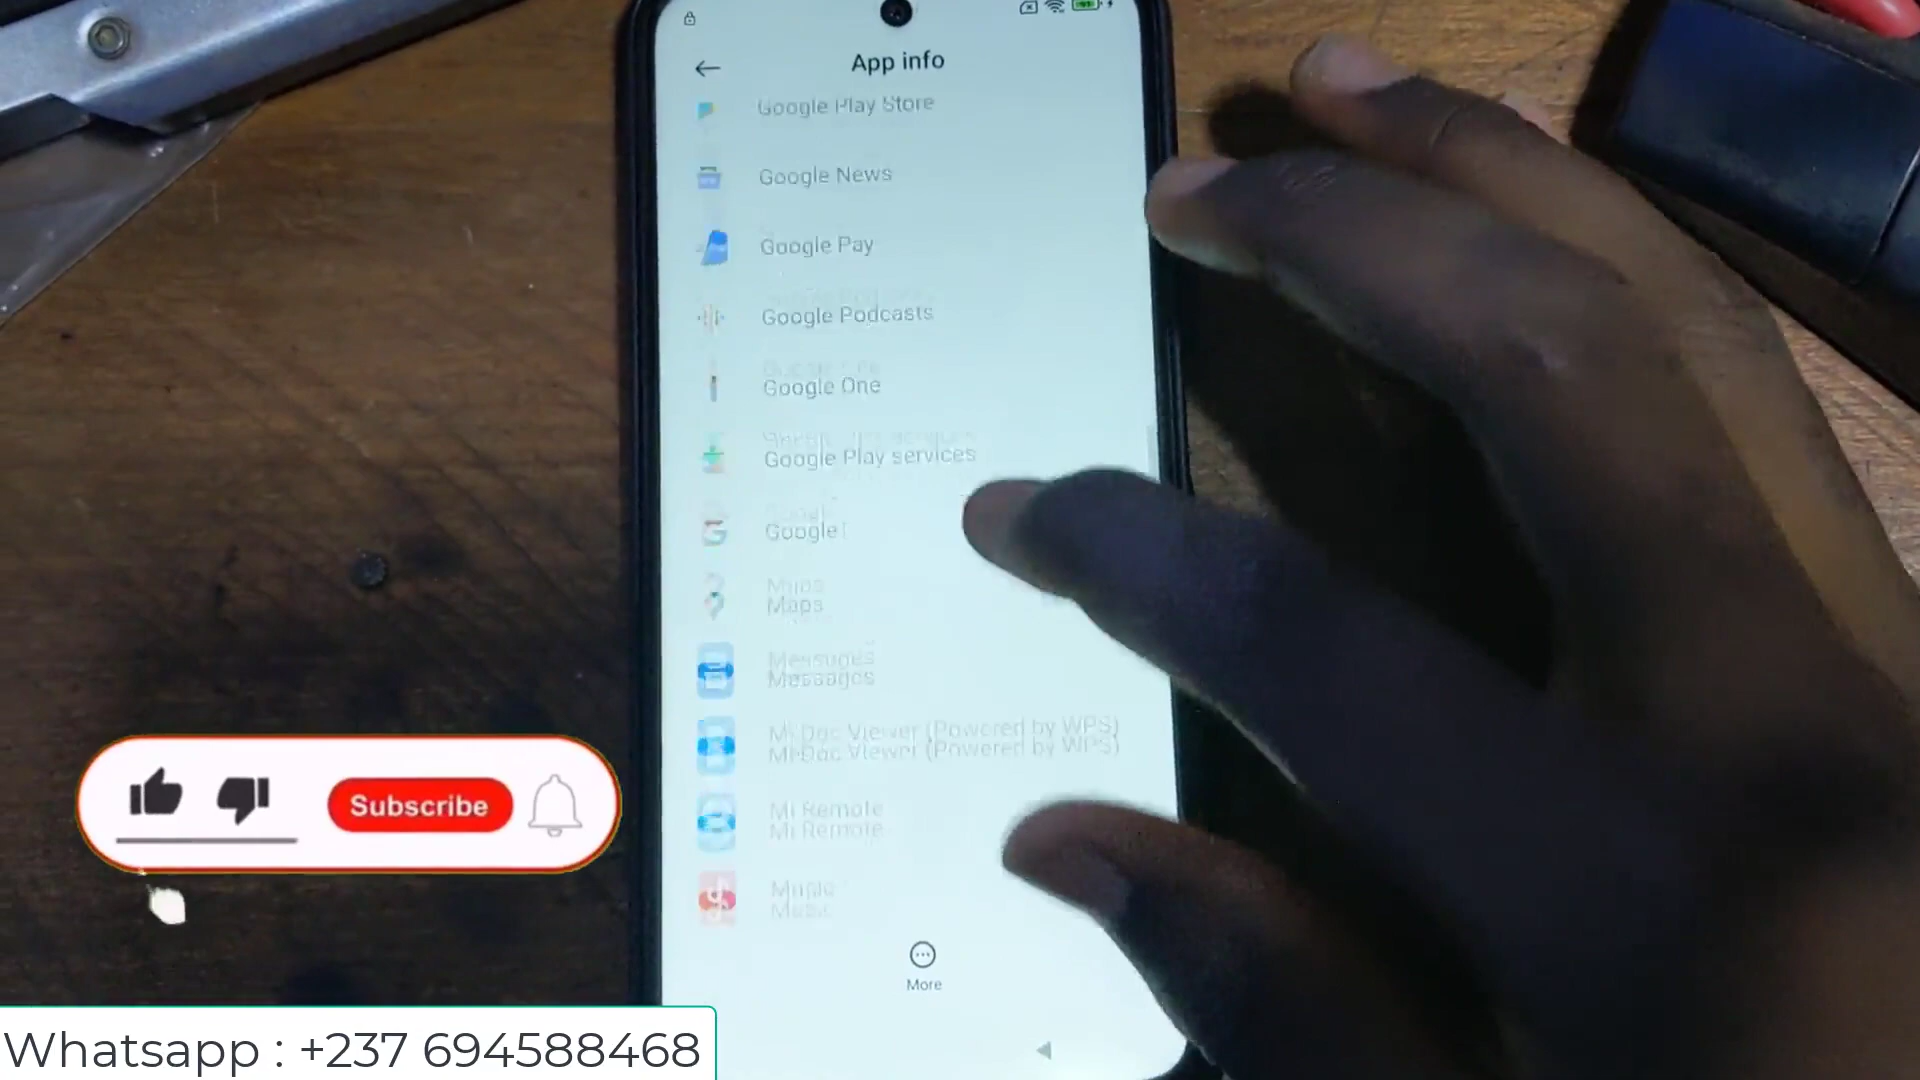 App info
Google Play Store
Google News
Google Pay
Google Podcasts
Google One
Google Play services
Google
Maps
Messages
Mi Doc Viewer (Powered by WPS)
Mi Remote
Music
More
Subscribe
Whatsapp : +237 694588468